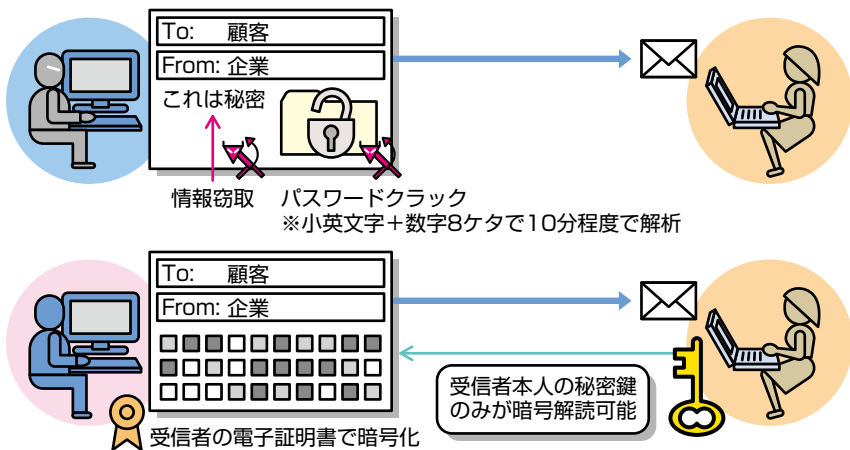 To: 顧客
From: 企業
これは秘密
情報窃取
パスワードクラック
※小英文字＋数字8ケタで10分程度で解析
To: 顧客
From: 企業
受信者本人の秘密鍵
のみが暗号解読可能
受信者の電子証明書で暗号化